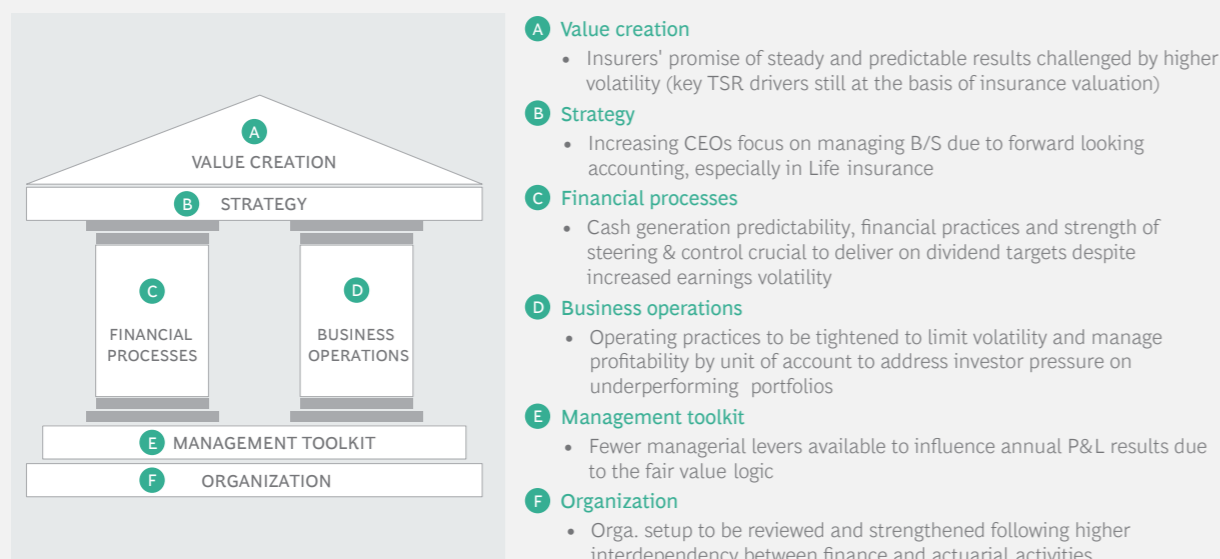 A
VALUE CREATION
B STRATEGY
C
FINANCIAL
PROCESSES
D
BUSINESS
OPERATIONS
E MANAGEMENT TOOLKIT
F ORGANIZATION
A Value creation
• Insurers' promise of steady and predictable results challenged by higher
volatility (key TSR drivers still at the basis of insurance valuation)
B Strategy
• Increasing CEOs focus on managing B/S due to forward looking
accounting, especially in Life insurance
C Financial processes
• Cash generation predictability, financial practices and strength of
steering & control crucial to deliver on dividend targets despite
increased earnings volatility
D Business operations
• Operating practices to be tightened to limit volatility and manage
profitability by unit of account to address investor pressure on
underperforming portfolios
E Management toolkit
• Fewer managerial levers available to influence annual P&L results due
to the fair value logic
F Organization
• Orga. setup to be reviewed and strengthened following higher
interdependency between finance and actuarial activities